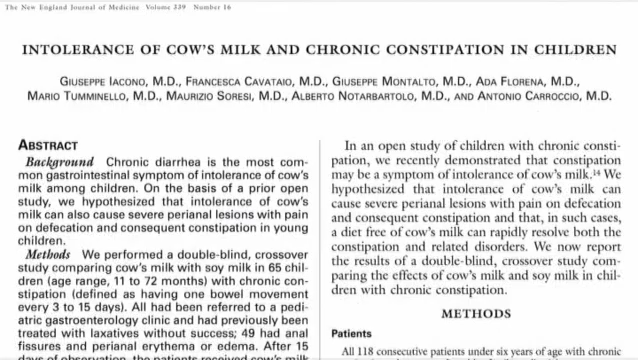 The New England Journal of Medicine Volume 339 Number 16
INTOLERANCE OF COW'S MILK AND CHRONIC CONSTIPATION IN CHILDREN
GIUSEPPE IACONO, M.D., FRANCESCA CAVATAIO, M.D., GIUSEPPE MONTALTO, M.D., ADA FLORENA, M.D.,
MARIO TUMMINELLO, M.D., MAURIZIO SORESI, M.D., ALBERTO NOTARBARTOLO, M.D., AND ANTONIO CARROCCIO, M.D.
ABSTRACT
Background Chronic diarrhea is the most com-
mon gastrointestinal symptom of intolerance of cow's
milk among children. On the basis of a prior open
study, we hypothesized that intolerance of cow's
milk can also cause severe perianal lesions with pain
on defecation and consequent constipation in young
children.
Methods We performed a double-blind, crossover
study comparing cow's milk with soy milk in 65 chil-
dren (age range, 11 to 72 months) with chronic con-
stipation (defined as having one bowel movement
every 3 to 15 days). All had been referred to a pedi-
atric gastroenterology clinic and had previously been
treated with laxatives without success; 49 had anal
fissures and perianal erythema or edema. After 15
days of observation, the patients received cow's milk
In an open study of children with chronic consti-
pation, we recently demonstrated that constipation
may be a symptom of intolerance of cow's milk.14 We
hypothesized that intolerance of cow's milk can
cause severe perianal lesions with pain on defecation
and consequent constipation and that, in such cases,
a diet free of cow's milk can rapidly resolve both the
constipation and related disorders. We now report
the results of a double-blind, crossover study com-
paring the effects of cow's milk and soy milk in chil-
dren with chronic constipation.
METHODS
Patients
All 118 consecutive patients under six years of age with chronic